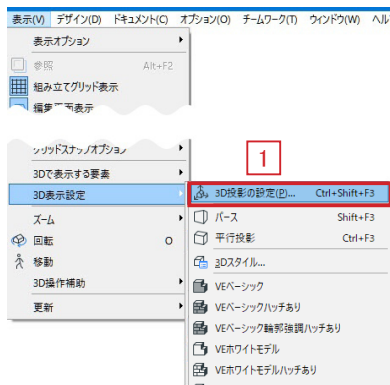 表示(V) デザイン(D) ドキュメント(C) オプション(O) チームワーク(T) ウィンドウ(W) ヘル
表示オプション
参照 Alt+F2
組み立てグリッド表示
編集画面表示
グリッドスナップオプション
1
3Dで表示する要素
3D表示設定
3D投影の設定(P)... Ctrl+Shift+F3
ズーム
パース Shift+F3
回転 O
平行投影 Ctrl+F3
移動
3Dスタイル...
3D操作補助
VEベーシック
更新
VEベーシックハッチあり
VEベーシック輪郭強調ハッチあり
VEホワイトモデル
VEホワイトモデルハッチあり